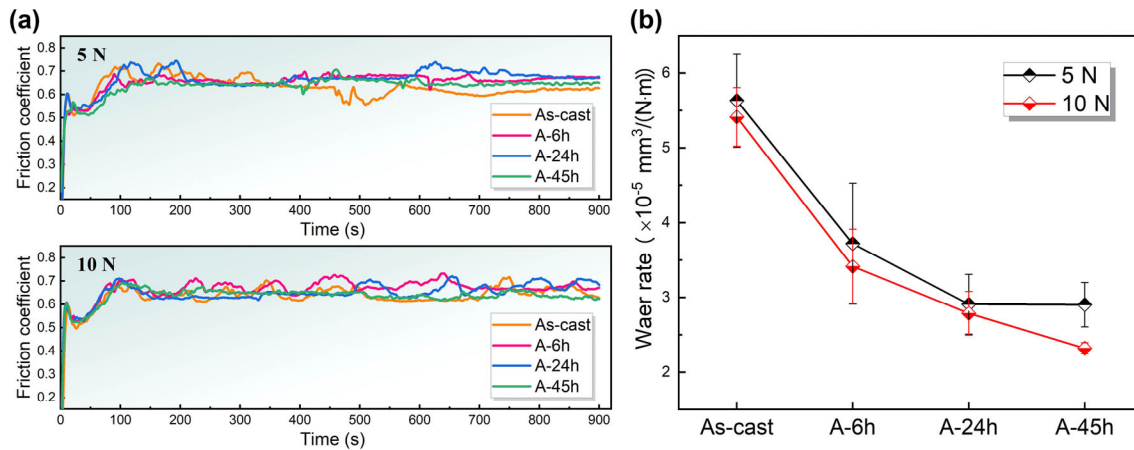 (a)
5 N
Friction coefficient
0.8
0.7
0.6
0.5
0.4
0.3
0.2
As-cast
A-6h
A-24h
A-45h
0 100 200 300 400 500 600 700 800 900
Time (s)
10 N
Friction coefficient
0.8
0.7
0.6
0.5
0.4
0.3
0.2
As-cast
A-6h
A-24h
A-45h
0 100 200 300 400 500 600 700 800 900
Time (s)
(b)
Waer rate ( ×10⁻⁵ mm³/(N·m))
6
5
4
3
2
5 N
10 N
As-cast A-6h A-24h A-45h